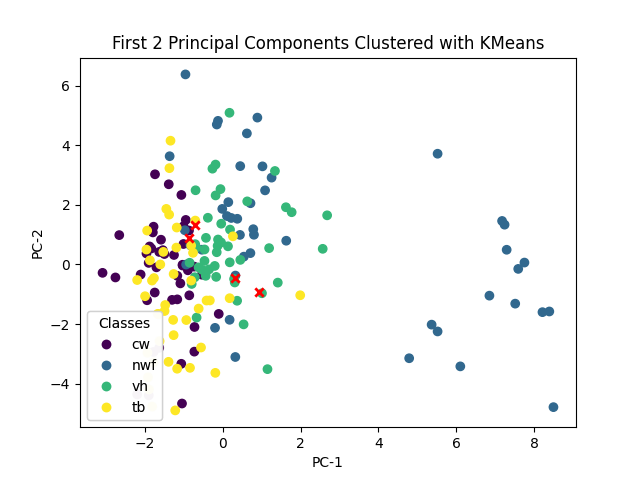 First 2 Principal Components Clustered with KMeans
6
4
2
0
−2
−4
PC-2
Classes
cw
nwf
vh
tb
−2 0 2 4 6 8
PC-1